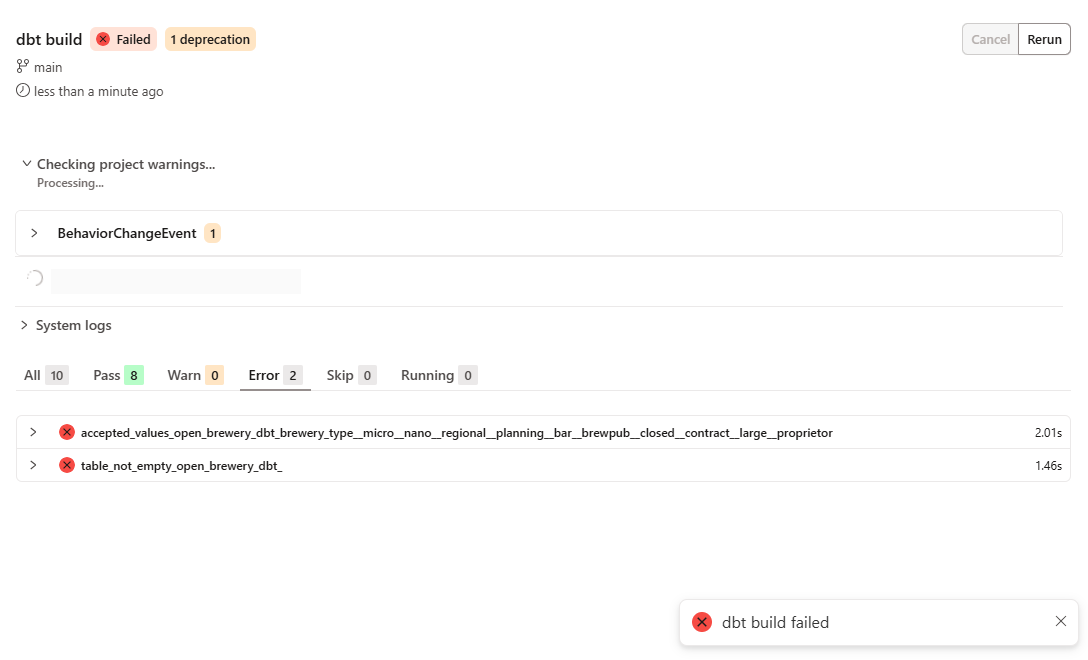 dbt build Failed 1 deprecation Cancel Rerun
main
less than a minute ago
Checking project warnings...
Processing...
BehaviorChangeEvent 1
System logs
All 10 Pass 8 Warn 0 Error 2 Skip 0 Running 0
accepted_values_open_brewery_dbt_brewery_type__micro__nano__regional__planning__bar__brewpub__closed__contract__large__proprietor 2.01s
table_not_empty_open_brewery_dbt_ 1.46s
dbt build failed